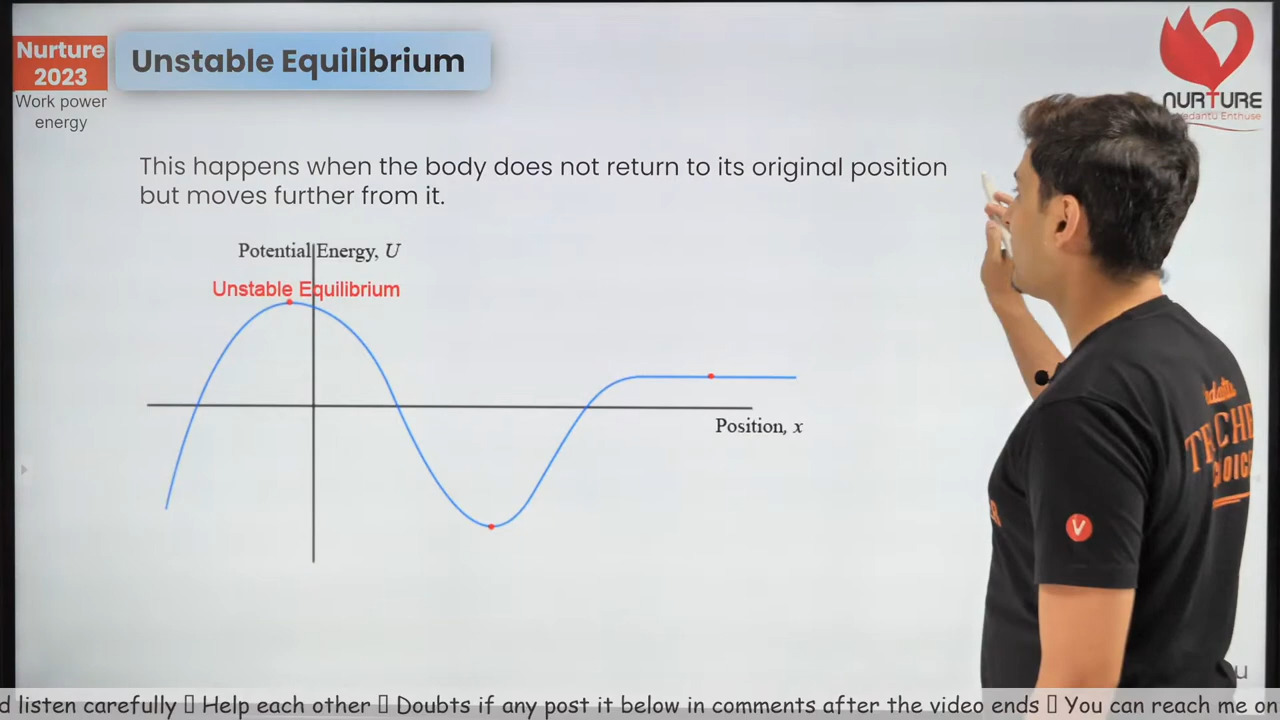 Nurture
2023
Work power
energy
Unstable Equilibrium
NURTURE
Vedantu Enthuse
This happens when the body does not return to its original position
but moves further from it.
Potential Energy, U
Unstable Equilibrium
Position, x
V
d listen carefully ▯ Help each other ▯ Doubts if any post it below in comments after the video ends ▯ You can reach me on